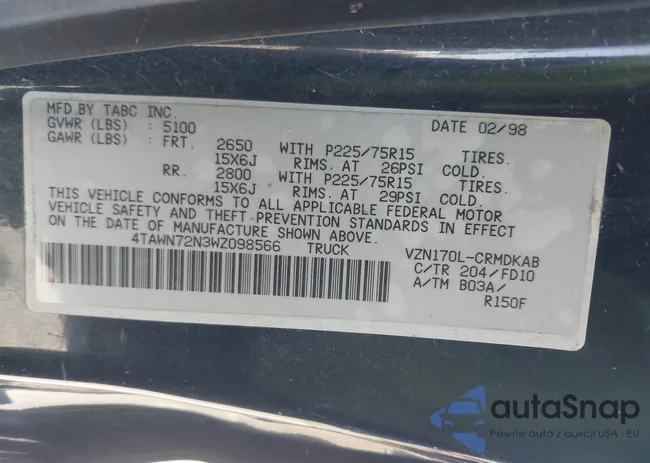 MFD.BY TABC INC. DATE 02/98
GVWR (LBS) : 5100
GAWR (LBS) : FRT. 2650 WITH P225/75R15 TIRES.
15X6J RIMS. AT 26PSI COLD.
RR. 2800 WITH P225/75R15 TIRES.
15X6J RIMS. AT 29PSI COLD.
THIS VEHICLE CONFORMS TO ALL APPLICABLE FEDERAL MOTOR
VEHICLE SAFETY AND THEFT PREVENTION STANDARDS IN EFFECT
ON THE DATE OF MANUFACTURE SHOWN ABOVE.
4TAWN72N3WZ098566 TRUCK VZN170L-CRMDKAB
C/TR 204/FD10
A/TM B03A/
R150F
autaSnap
Pewne auta z aukcji USA i EU